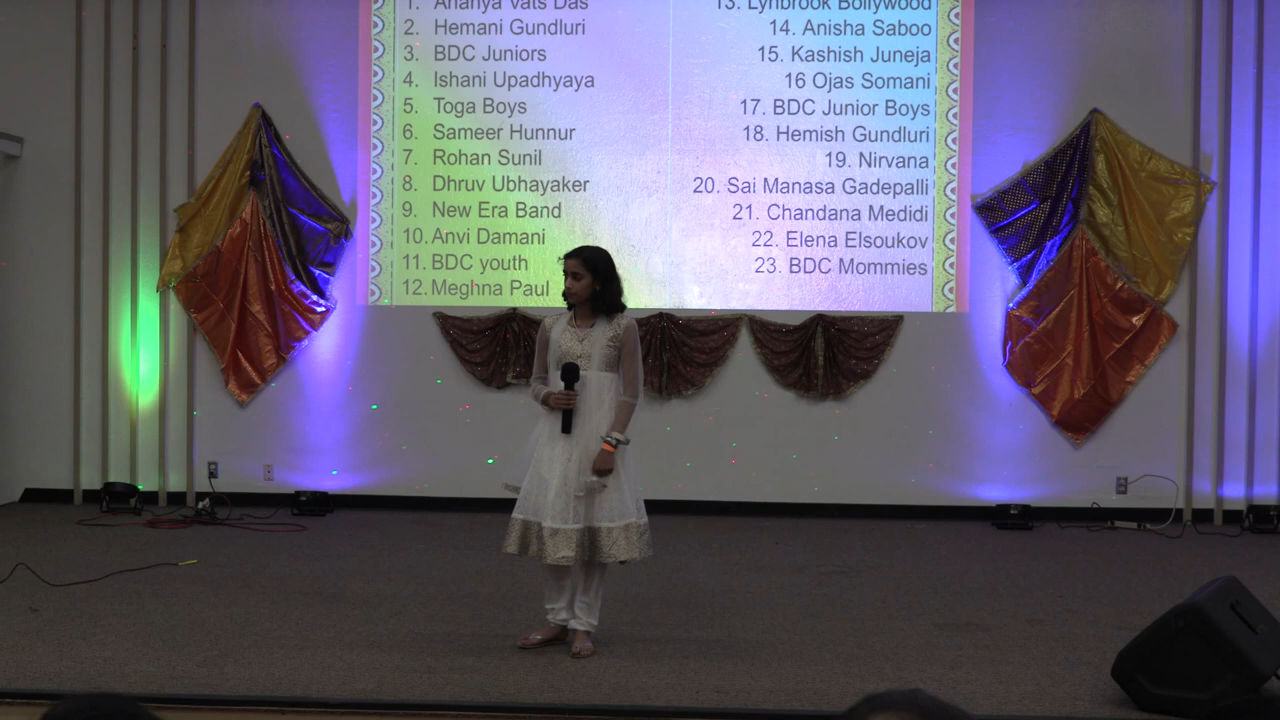 1. Ananya Vats Das
2. Hemani Gundluri
3. BDC Juniors
4. Ishani Upadhyaya
5. Toga Boys
6. Sameer Hunnur
7. Rohan Sunil
8. Dhruv Ubhayaker
9. New Era Band
10. Anvi Damani
11. BDC youth
12. Meghna Paul
13. Lynbrook Bollywood
14. Anisha Saboo
15. Kashish Juneja
16 Ojas Somani
17. BDC Junior Boys
18. Hemish Gundluri
19. Nirvana
20. Sai Manasa Gadepalli
21. Chandana Medidi
22. Elena Elsoukov
23. BDC Mommies